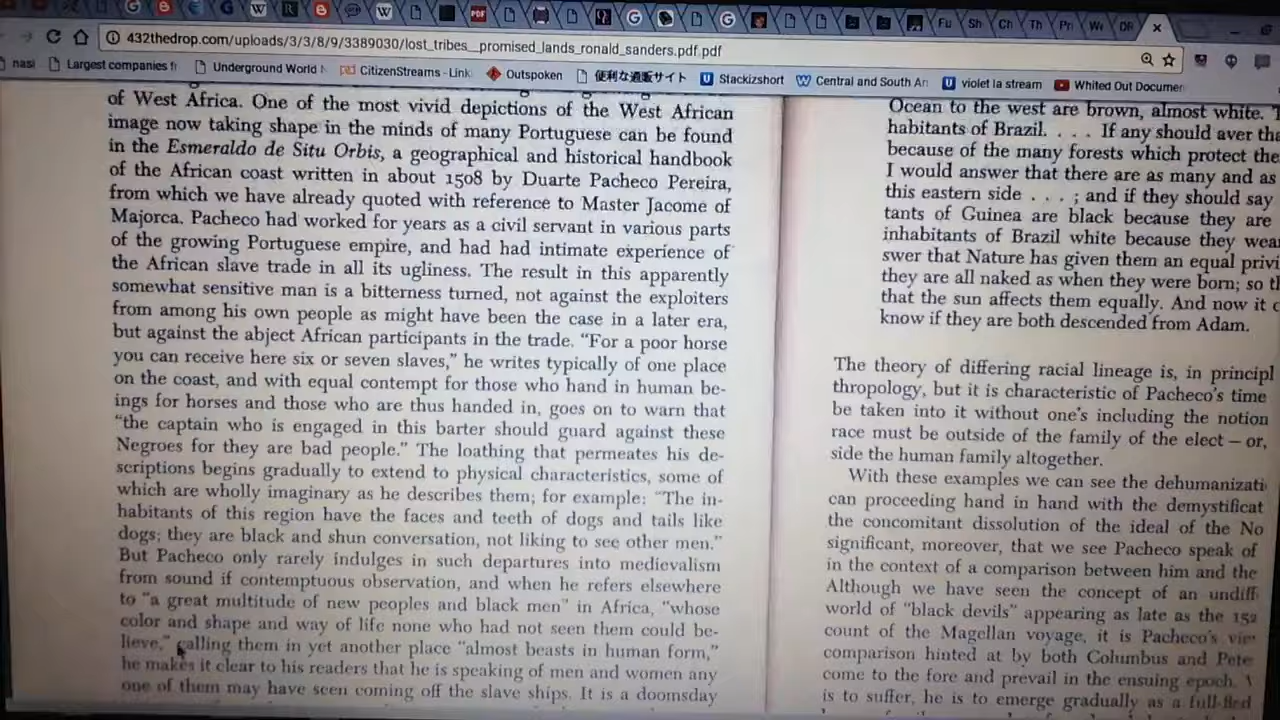 Fu
Sh
Ch
Th
Pri
We
432thedrop.com/uploads/3/3/8/9/3389030/lost_tribes__promised_lands_ronald_sanders.pdf.pdf
nasi
Largest companies fr
Underground World
CitizenStreams - Link
Outspoken
便利な通販サイト
Stackizshort
Central and South Am
violet la stream
Whited Out Documen
of West Africa. One of the most vivid depictions of the West African
image now taking shape in the minds of many Portuguese can be found
in the Esmeraldo de Situ Orbis, a geographical and historical handbook
of the African coast written in about 1508 by Duarte Pacheco Pereira,
from which we have already quoted with reference to Master Jacome of
Majorca. Pacheco had worked for years as a civil servant in various parts
of the growing Portuguese empire, and had had intimate experience of
the African slave trade in all its ugliness. The result in this apparently
somewhat sensitive man is a bitterness turned, not against the exploiters
from among his own people as might have been the case in a later era,
but against the abject African participants in the trade. “For a poor horse
you can receive here six or seven slaves,” he writes typically of one place
on the coast, and with equal contempt for those who hand in human be-
ings for horses and those who are thus handed in, goes on to warn that
“the captain who is engaged in this barter should guard against these
Negroes for they are bad people.” The loathing that permeates his de-
scriptions begins gradually to extend to physical characteristics, some of
which are wholly imaginary as he describes them; for example: “The in-
habitants of this region have the faces and teeth of dogs and tails like
dogs; they are black and shun conversation, not liking to see other men.”
But Pacheco only rarely indulges in such departures into medievalism
from sound if contemptuous observation, and when he refers elsewhere
to “a great multitude of new peoples and black men” in Africa, “whose
color and shape and way of life none who had not seen them could be-
lieve,” calling them in yet another place “almost beasts in human form,”
he makes it clear to his readers that he is speaking of men and women any
one of them may have seen coming off the slave ships. It is a doomsday
Ocean to the west are brown, almost white.
habitants of Brazil. . . . If any should aver tha
because of the many forests which protect the
I would answer that there are as many and as
this eastern side . . . ; and if they should say
tants of Guinea are black because they are
inhabitants of Brazil white because they wea
swer that Nature has given them an equal privi
they are all naked as when they were born; so th
that the sun affects them equally. And now it
know if they are both descended from Adam.
The theory of differing racial lineage is, in principl
thropology, but it is characteristic of Pacheco's time
be taken into it without one's including the notion
race must be outside of the family of the elect — or,
side the human family altogether.
With these examples we can see the dehumanizati
can proceeding hand in hand with the demystificat
the concomitant dissolution of the ideal of the No
significant, moreover, that we see Pacheco speak of
in the context of a comparison between him and the
Although we have seen the concept of an undiff
world of “black devils” appearing as late as the 152
count of the Magellan voyage, it is Pacheco's vie
comparison hinted at by both Columbus and Pete
come to the fore and prevail in the ensuing epoch.
is to suffer, he is to emerge gradually as a full-fled